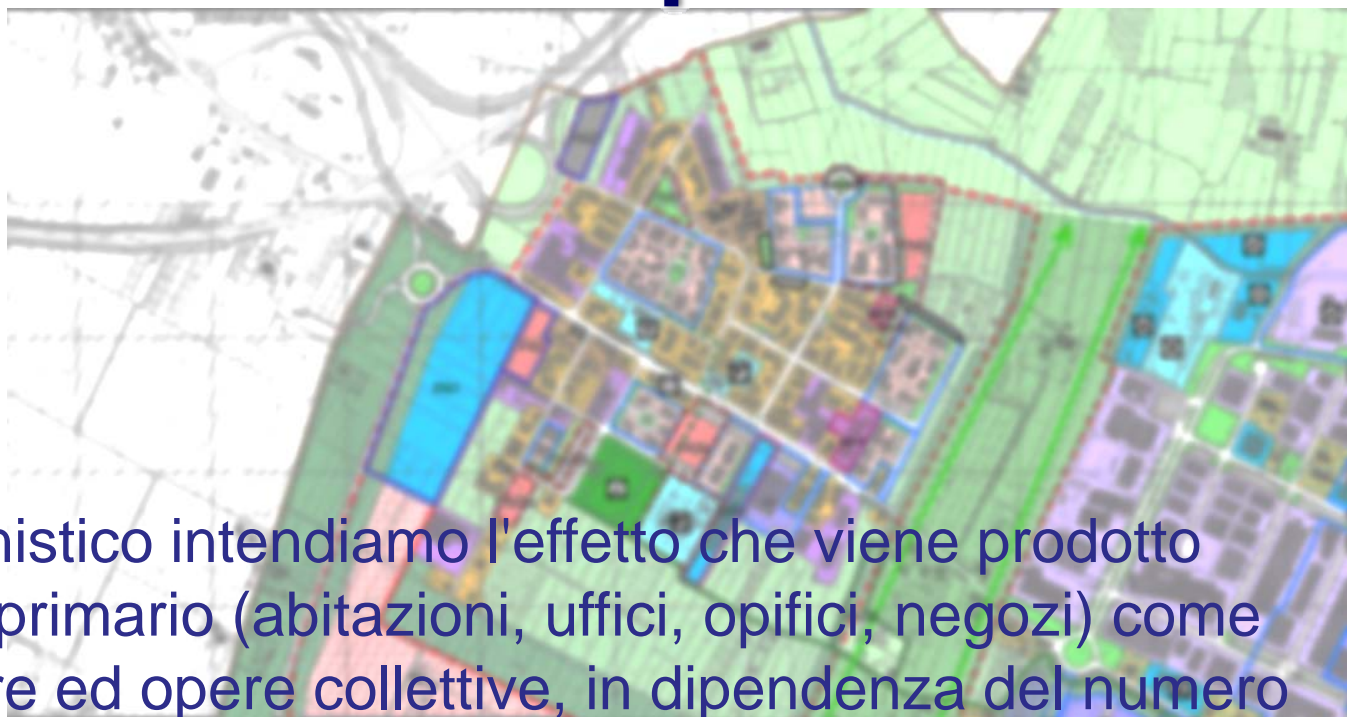 nistico intendiamo l'effetto che viene prodotto
primario (abitazioni, uffici, opifici, negozi) come
re ed opere collettive, in dipendenza del numero